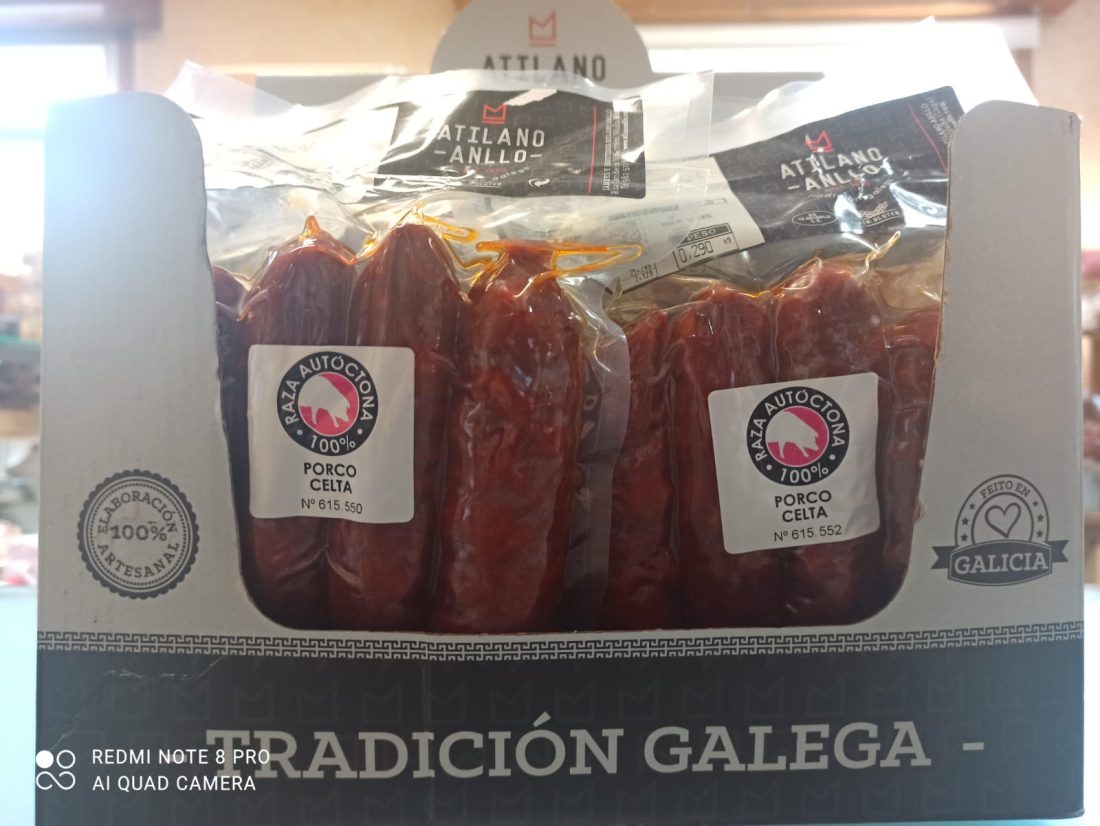 ATILANO
ATILANO
-ANLLO-
ATILANO
-ANLLO-
PESO
0,290 kg
RAZA AUTÓCTONA
100%
PORCO
CELTA
Nº 615.550
RAZA AUTÓCTONA
100%
PORCO
CELTA
Nº 615.552
ELABORACIÓN
100%
ARTESANAL
FEITO EN
GALICIA
TRADICIÓN GALEGA -
REDMI NOTE 8 PRO
AI QUAD CAMERA